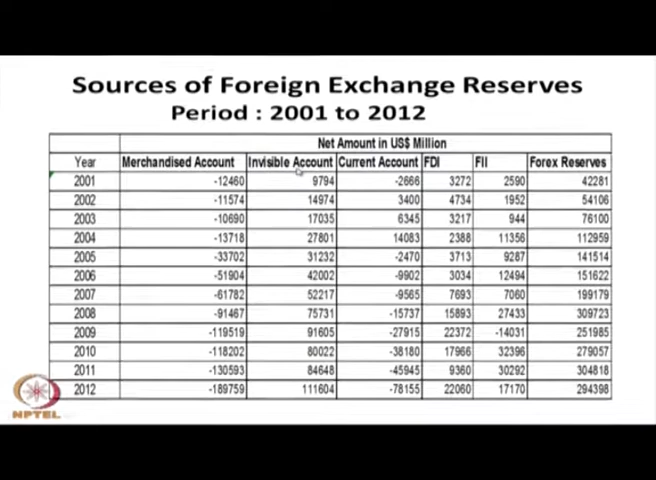 Sources of Foreign Exchange Reserves
Period : 2001 to 2012
Net Amount in US$ Million
Year Merchandised Account Invisible Account Current Account FDI FII Forex Reserves
2001 -12460 9794 -2666 3272 2590 42281
2002 -11574 14974 3400 4734 1952 54106
2003 -10690 17035 6345 3217 944 76100
2004 -13718 27801 14083 2388 11356 112959
2005 -33702 31232 -2470 3713 9287 141514
2006 -51904 42002 -9902 3034 12494 151622
2007 -61782 52217 -9565 7693 7060 199179
2008 -91467 75731 -15737 15893 27433 309723
2009 -119519 91605 -27915 22372 -14031 251985
2010 -118202 80022 -38180 17966 32396 279057
2011 -130593 84648 -45945 9360 30292 304818
2012 -189759 111604 -78155 22060 17170 294398
NPTEL